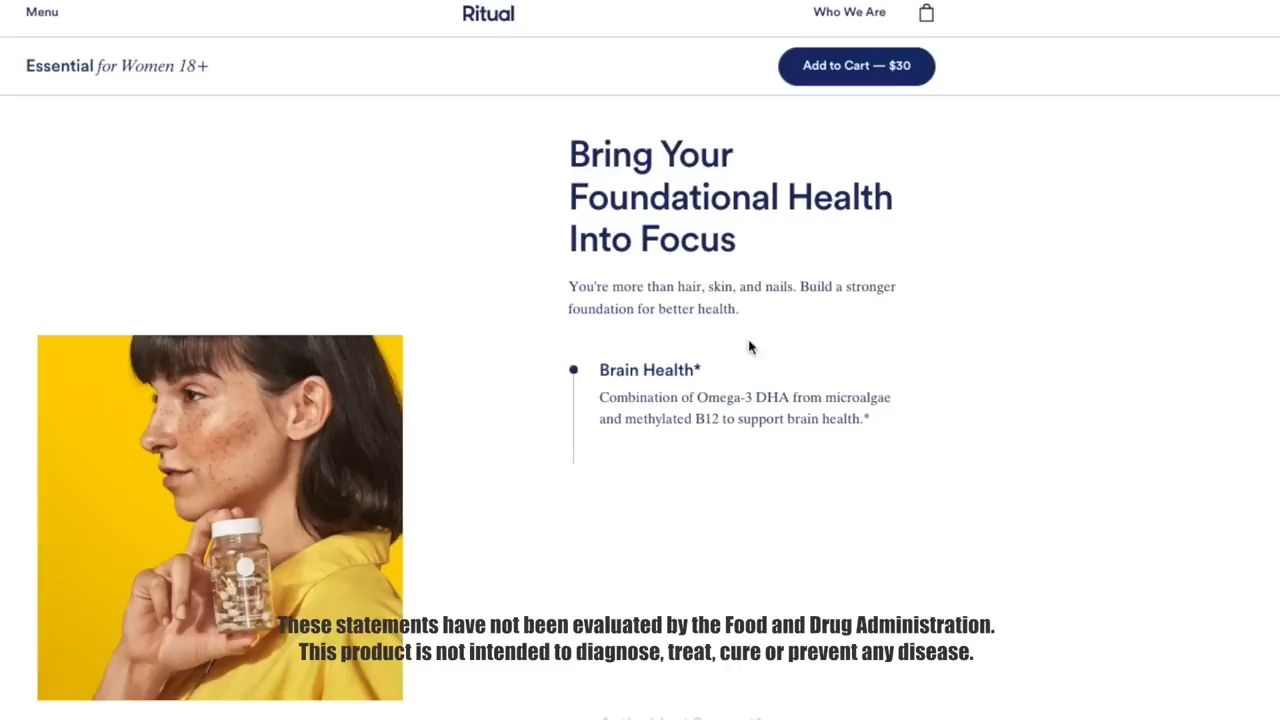 Menu
Ritual
Who We Are
Essential for Women 18+
Add to Cart — $30
Bring Your
Foundational Health
Into Focus
You're more than hair, skin, and nails. Build a stronger
foundation for better health.
Brain Health*
Combination of Omega-3 DHA from microalgae
and methylated B12 to support brain health.*
These statements have not been evaluated by the Food and Drug Administration.
This product is not intended to diagnose, treat, cure or prevent any disease.